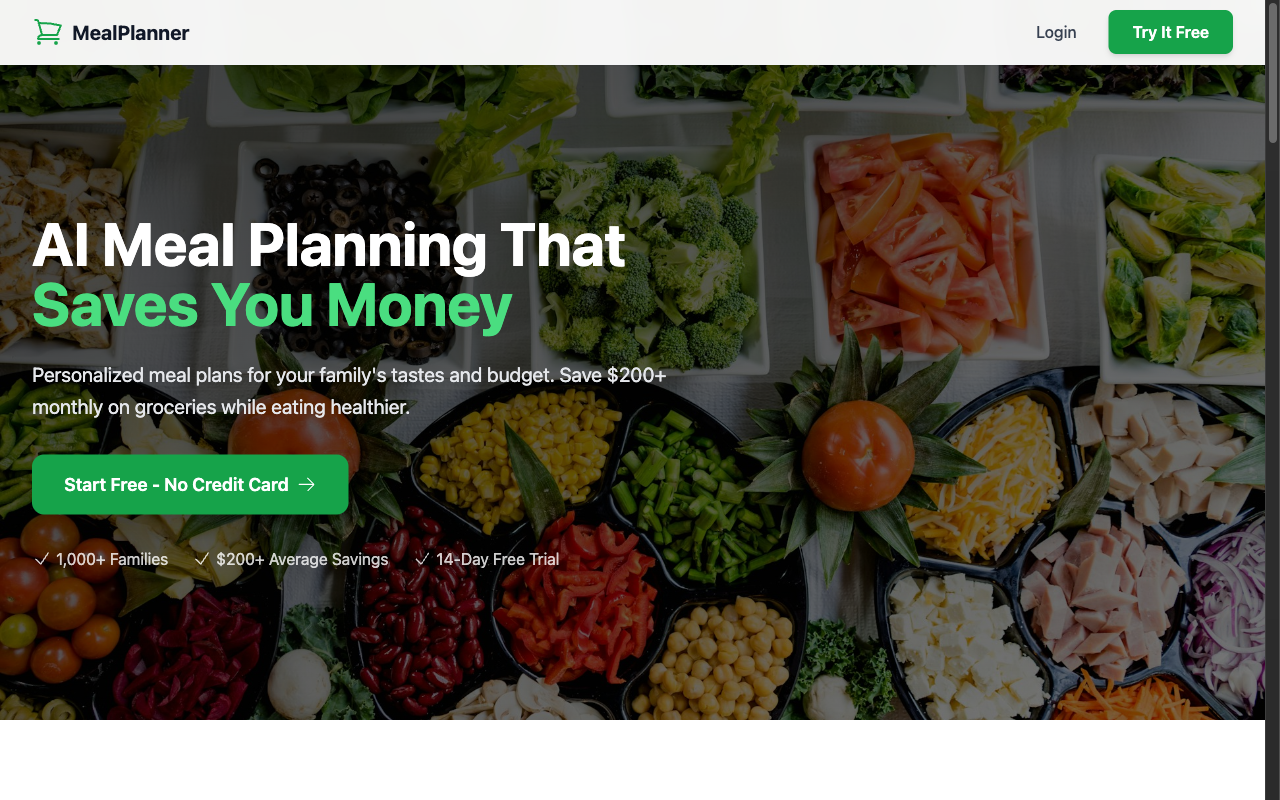 MealPlanner
Login
Try It Free
AI Meal Planning That
Saves You Money
Personalized meal plans for your family's tastes and budget. Save $200+
monthly on groceries while eating healthier.
Start Free - No Credit Card →
✓ 1,000+ Families
✓ $200+ Average Savings
✓ 14-Day Free Trial